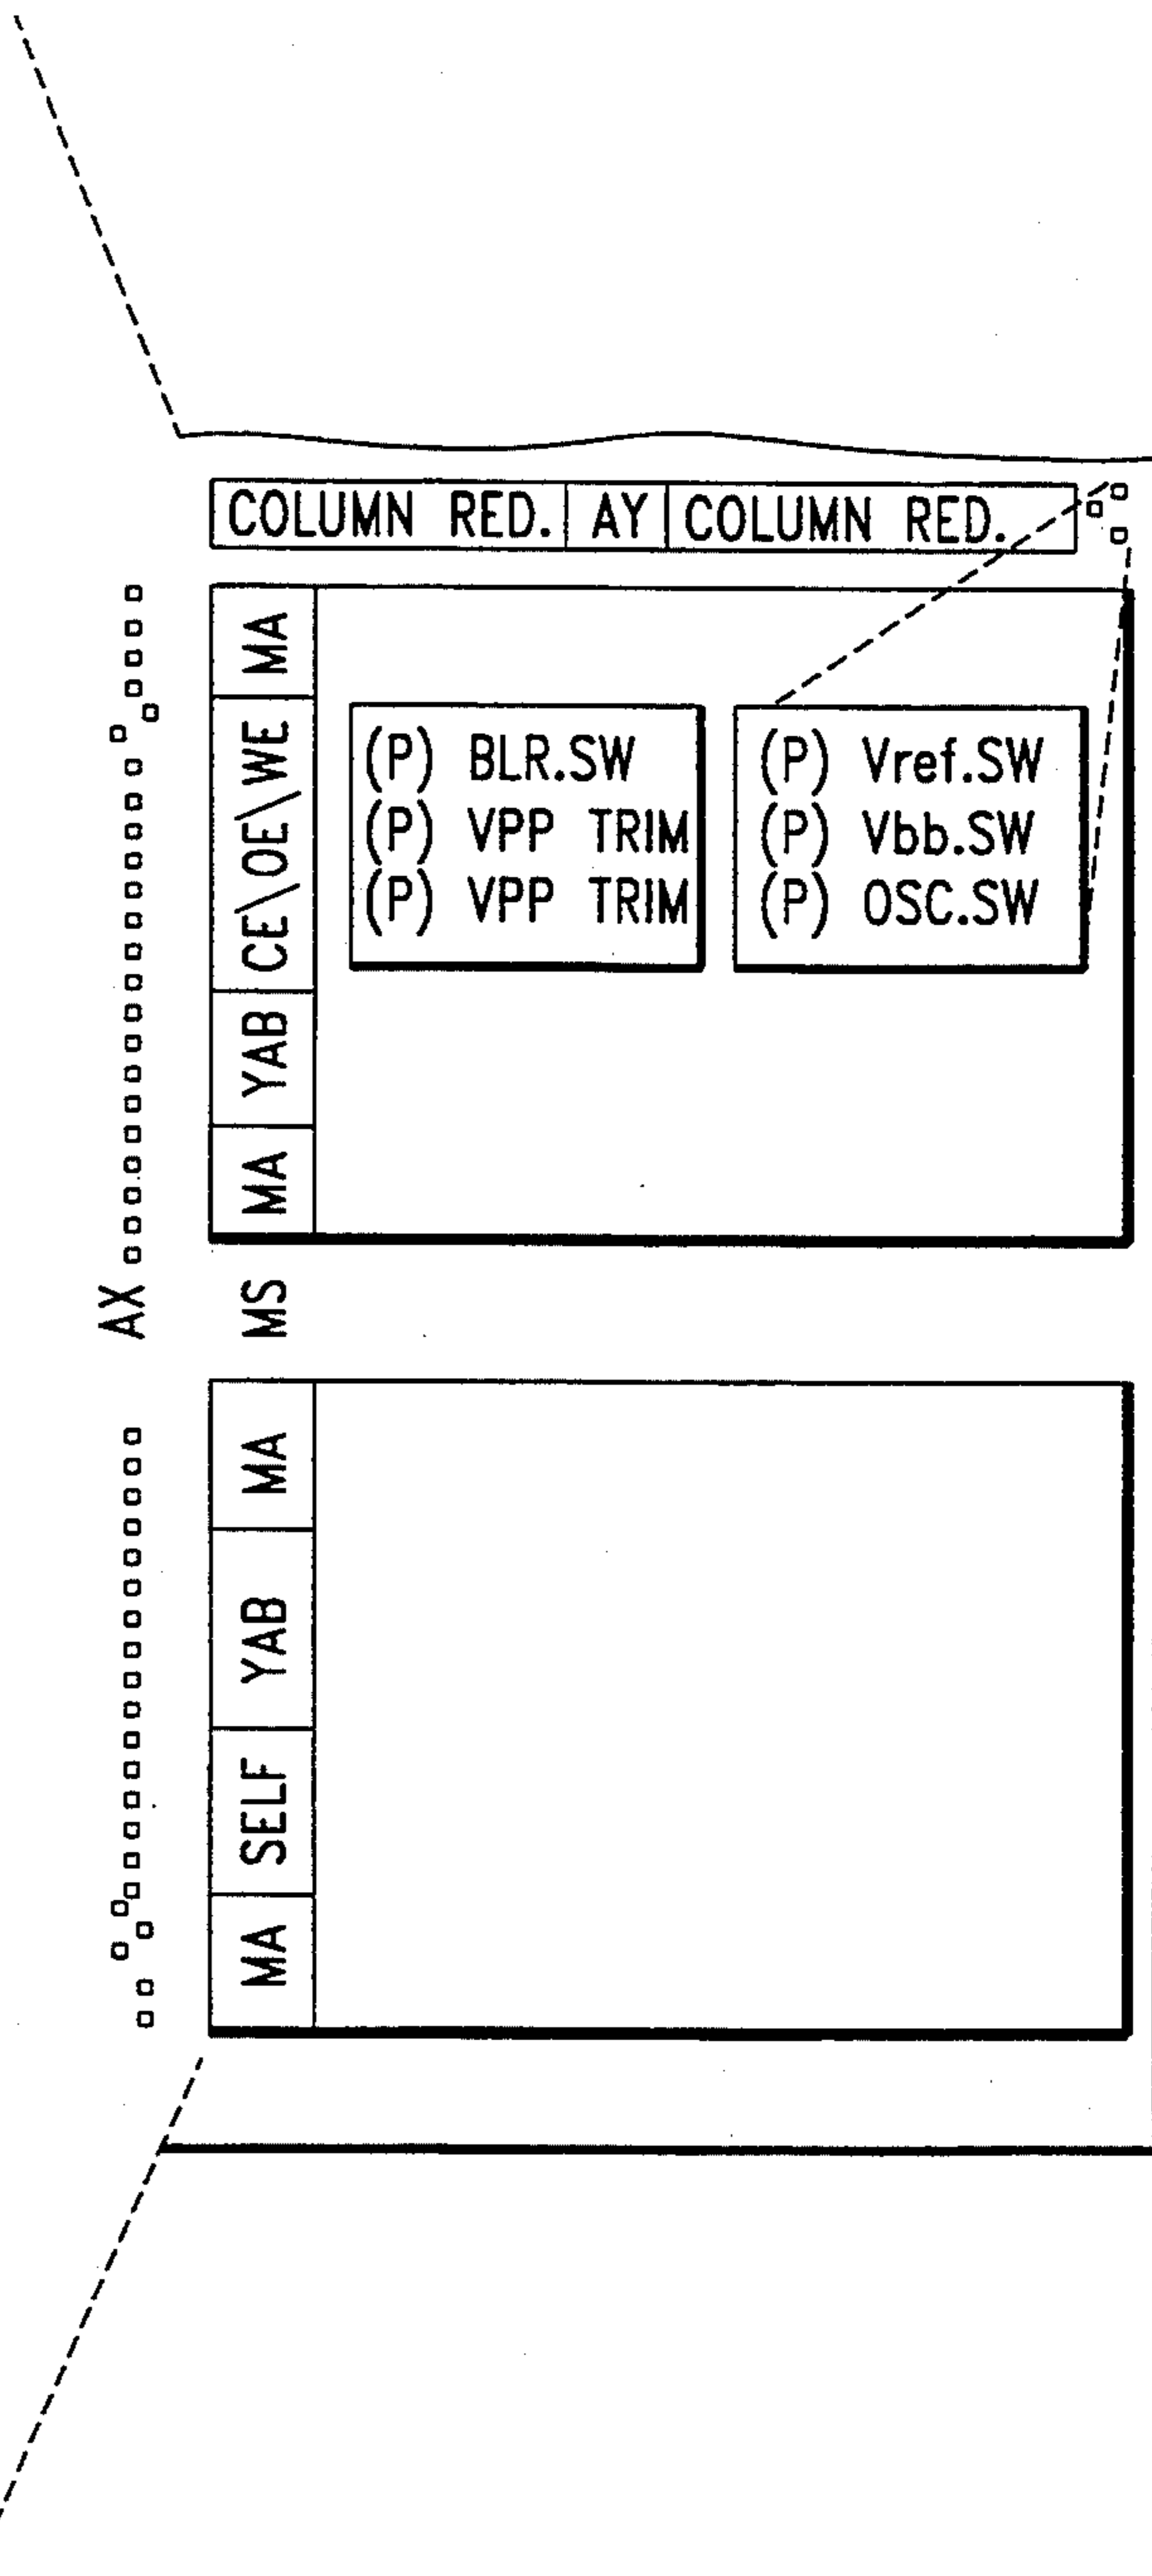 COLUMN RED. AY COLUMN RED.
MA
CE\OE\WE
YAB
MA
(P) BLR.SW
(P) VPP TRIM
(P) VPP TRIM
(P) Vref.SW
(P) Vbb.SW
(P) OSC.SW
AX
MS
MA
YAB
SELF
MA